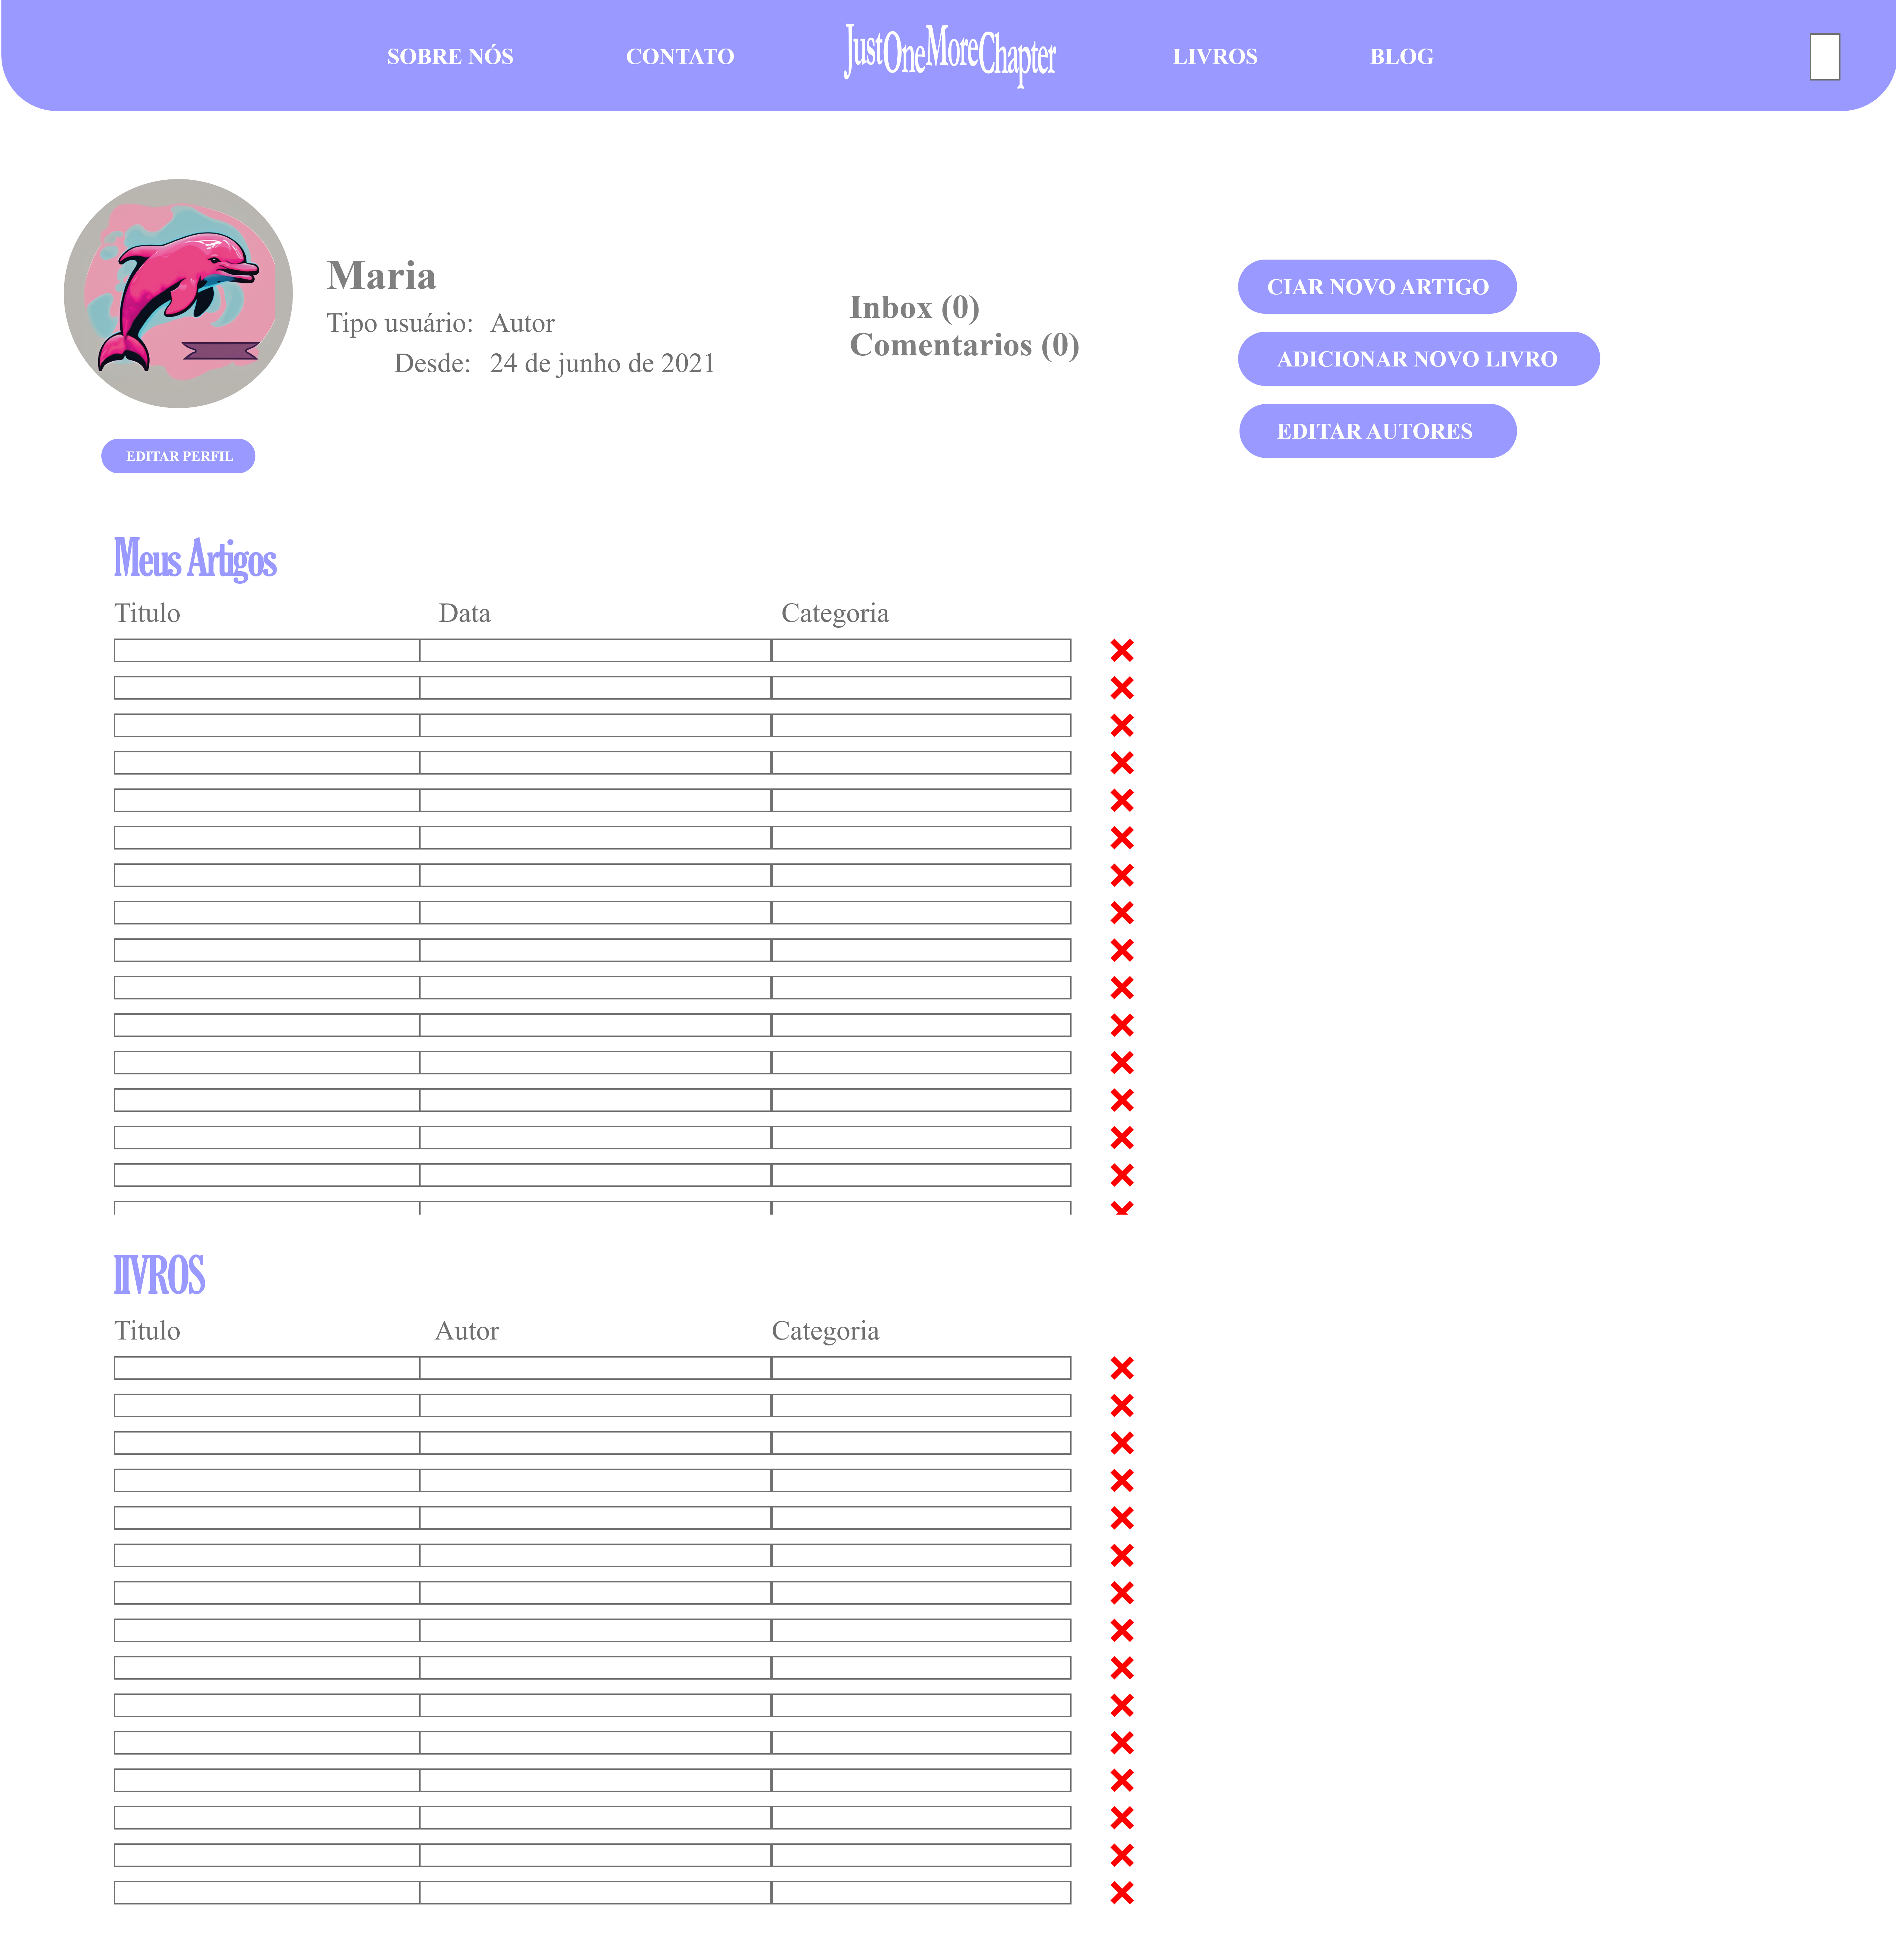 SOBRE NÓS CONTATO JustOneMoreChapter LIVROS BLOG
Maria
Tipo usuário: Autor
Desde: 24 de junho de 2021
Inbox (0)
Comentarios (0)
CIAR NOVO ARTIGO
ADICIONAR NOVO LIVRO
EDITAR AUTORES
EDITAR PERFIL
Meus Artigos
Titulo Data Categoria
lIVROS
Titulo Autor Categoria